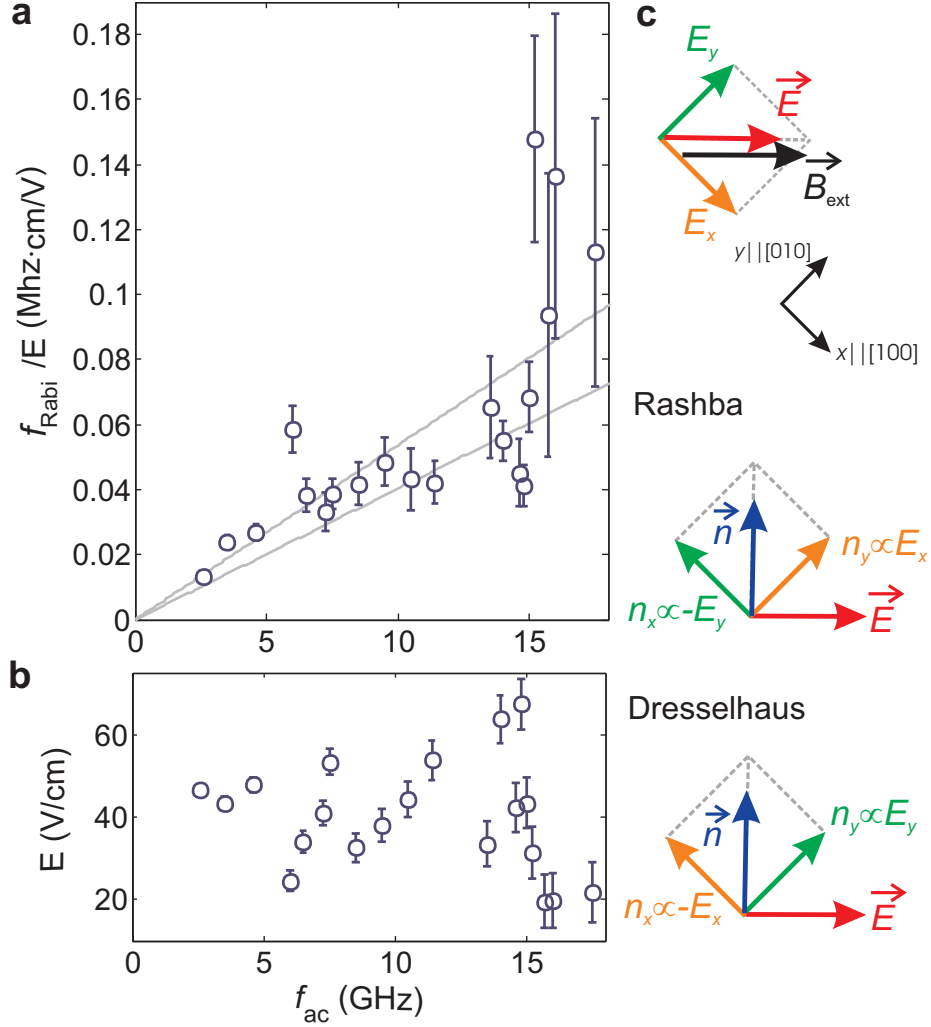 a
0.18
0.16
0.14
0.12
0.1
0.08
0.06
0.04
0.02
0
f_Rabi /E (Mhz·cm/V)
0 5 10 15
b
60
40
20
E (V/cm)
0 5 10 15
f_ac (GHz)
c
E_y
E
B_ext
E_x
y||[010]
x||[100]
Rashba
n
n_y∝E_x
n_x∝-E_y
E
Dresselhaus
n
n_y∝E_y
n_x∝-E_x
E